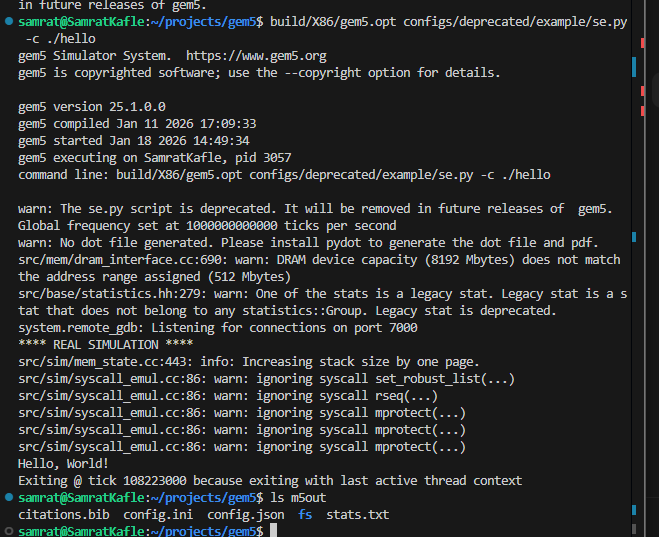 in future releases of gem5.
samrat@SamratKafle:~/projects/gem5$ build/X86/gem5.opt configs/deprecated/example/se.py
 -c ./hello
gem5 Simulator System.  https://www.gem5.org
gem5 is copyrighted software; use the --copyright option for details.

gem5 version 25.1.0.0
gem5 compiled Jan 11 2026 17:09:33
gem5 started Jan 18 2026 14:49:34
gem5 executing on SamratKafle, pid 3057
command line: build/X86/gem5.opt configs/deprecated/example/se.py -c ./hello

warn: The se.py script is deprecated. It will be removed in future releases of  gem5.
Global frequency set at 1000000000000 ticks per second
warn: No dot file generated. Please install pydot to generate the dot file and pdf.
src/mem/dram_interface.cc:690: warn: DRAM device capacity (8192 Mbytes) does not match
the address range assigned (512 Mbytes)
src/base/statistics.hh:279: warn: One of the stats is a legacy stat. Legacy stat is a s
tat that does not belong to any statistics::Group. Legacy stat is deprecated.
system.remote_gdb: Listening for connections on port 7000
**** REAL SIMULATION ****
src/sim/mem_state.cc:443: info: Increasing stack size by one page.
src/sim/syscall_emul.cc:86: warn: ignoring syscall set_robust_list(...)
src/sim/syscall_emul.cc:86: warn: ignoring syscall rseq(...)
src/sim/syscall_emul.cc:86: warn: ignoring syscall mprotect(...)
src/sim/syscall_emul.cc:86: warn: ignoring syscall mprotect(...)
src/sim/syscall_emul.cc:86: warn: ignoring syscall mprotect(...)
Hello, World!
Exiting @ tick 108223000 because exiting with last active thread context
samrat@SamratKafle:~/projects/gem5$ ls m5out
citations.bib  config.ini  config.json  fs  stats.txt
samrat@SamratKafle:~/projects/gem5$